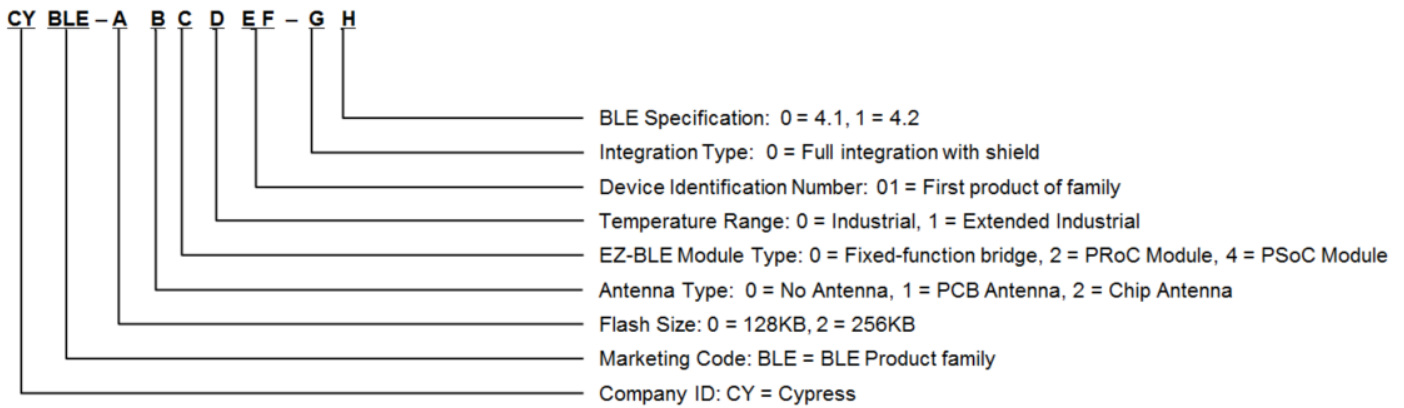 CY BLE – A B C D E F – G H
BLE Specification: 0 = 4.1, 1 = 4.2
Integration Type: 0 = Full integration with shield
Device Identification Number: 01 = First product of family
Temperature Range: 0 = Industrial, 1 = Extended Industrial
EZ-BLE Module Type: 0 = Fixed-function bridge, 2 = PRoC Module, 4 = PSoC Module
Antenna Type: 0 = No Antenna, 1 = PCB Antenna, 2 = Chip Antenna
Flash Size: 0 = 128KB, 2 = 256KB
Marketing Code: BLE = BLE Product family
Company ID: CY = Cypress